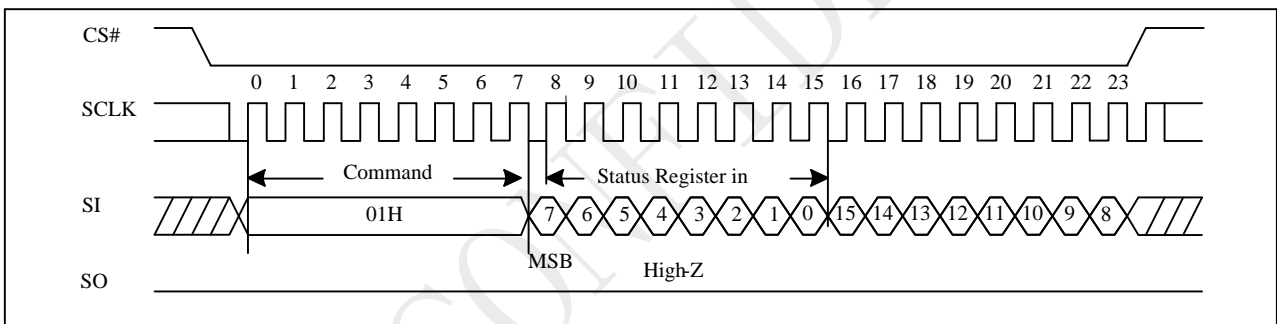 CS#
0 1 2 3 4 5 6 7 8 9 10 11 12 13 14 15 16 17 18 19 20 21 22 23
SCLK
Command Status Register in
SI 01H 7 6 5 4 3 2 1 0 15 14 13 12 11 10 9 8
MSB High-Z
SO